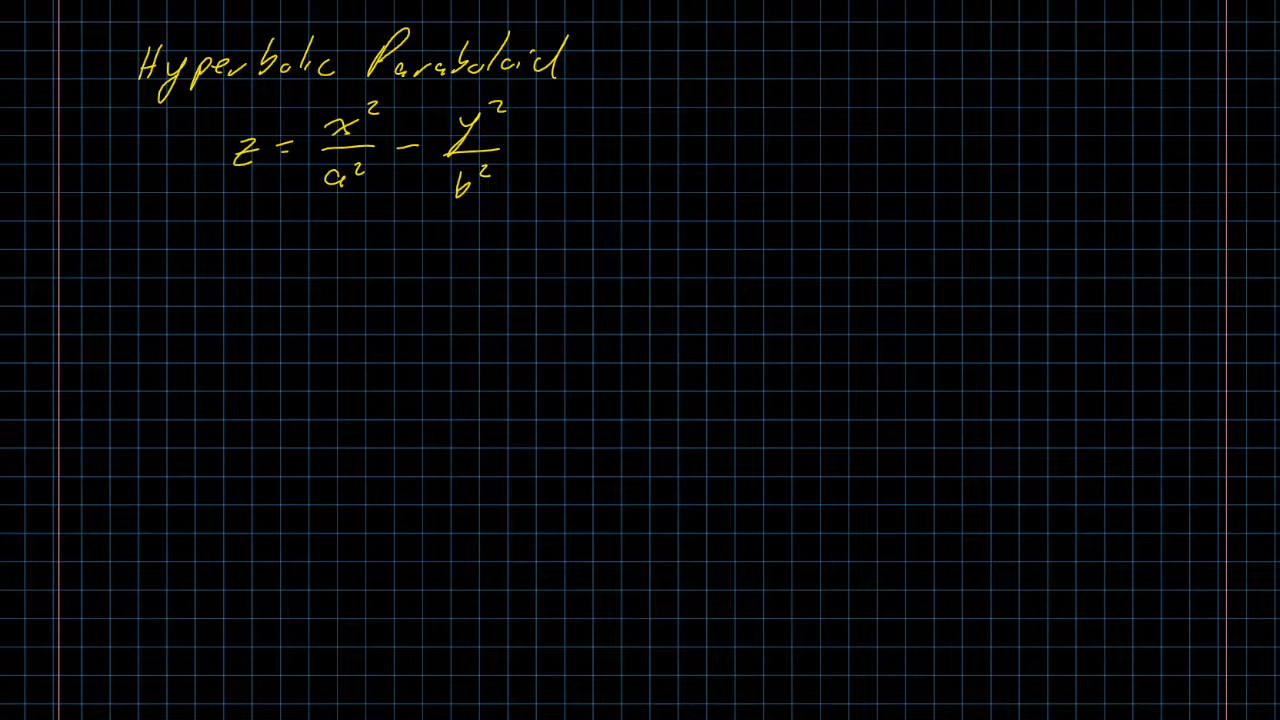 Hyperbolic Paraboloid
z = x²/a² - y²/b²